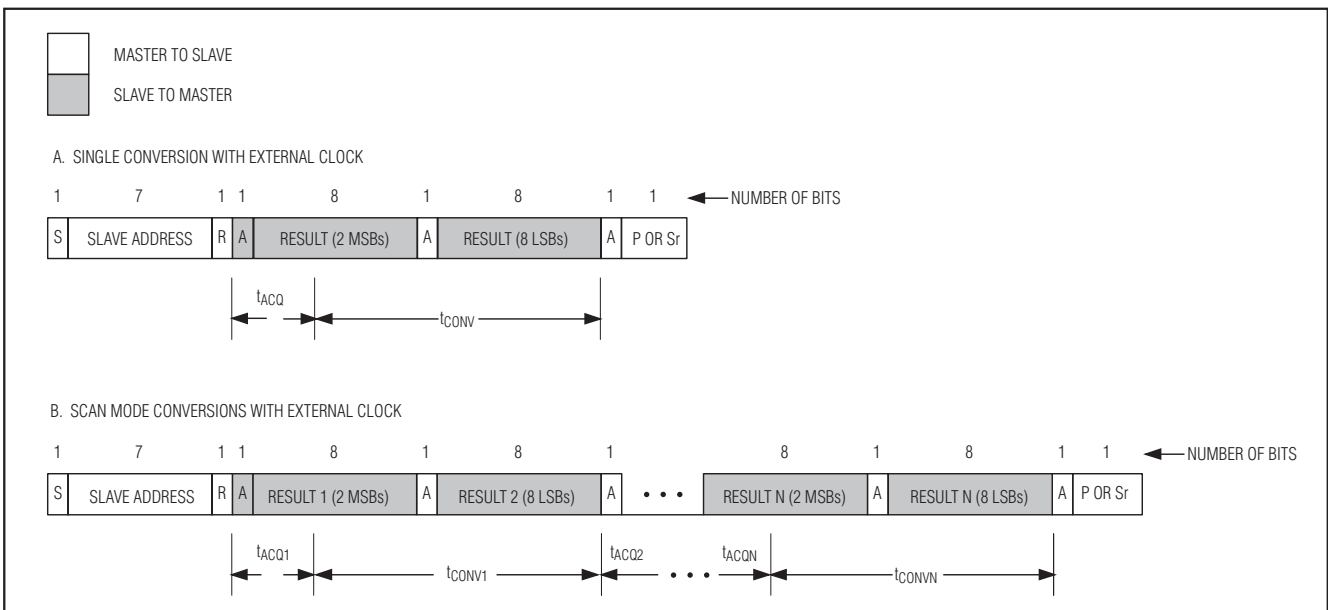 MASTER TO SLAVE
SLAVE TO MASTER
A. SINGLE CONVERSION WITH EXTERNAL CLOCK
1 7 1 1 8 1 8 1 1 NUMBER OF BITS
S SLAVE ADDRESS R A RESULT (2 MSBs) A RESULT (8 LSBs) A P OR Sr
tACQ
tCONV
B. SCAN MODE CONVERSIONS WITH EXTERNAL CLOCK
1 7 1 1 8 1 8 1 8 1 8 1 1 NUMBER OF BITS
S SLAVE ADDRESS R A RESULT 1 (2 MSBs) A RESULT 2 (8 LSBs) A • • • RESULT N (2 MSBs) A RESULT N (8 LSBs) A P OR Sr
tACQ1 tACQ2 tACQN
tCONV1 • • • tCONVN